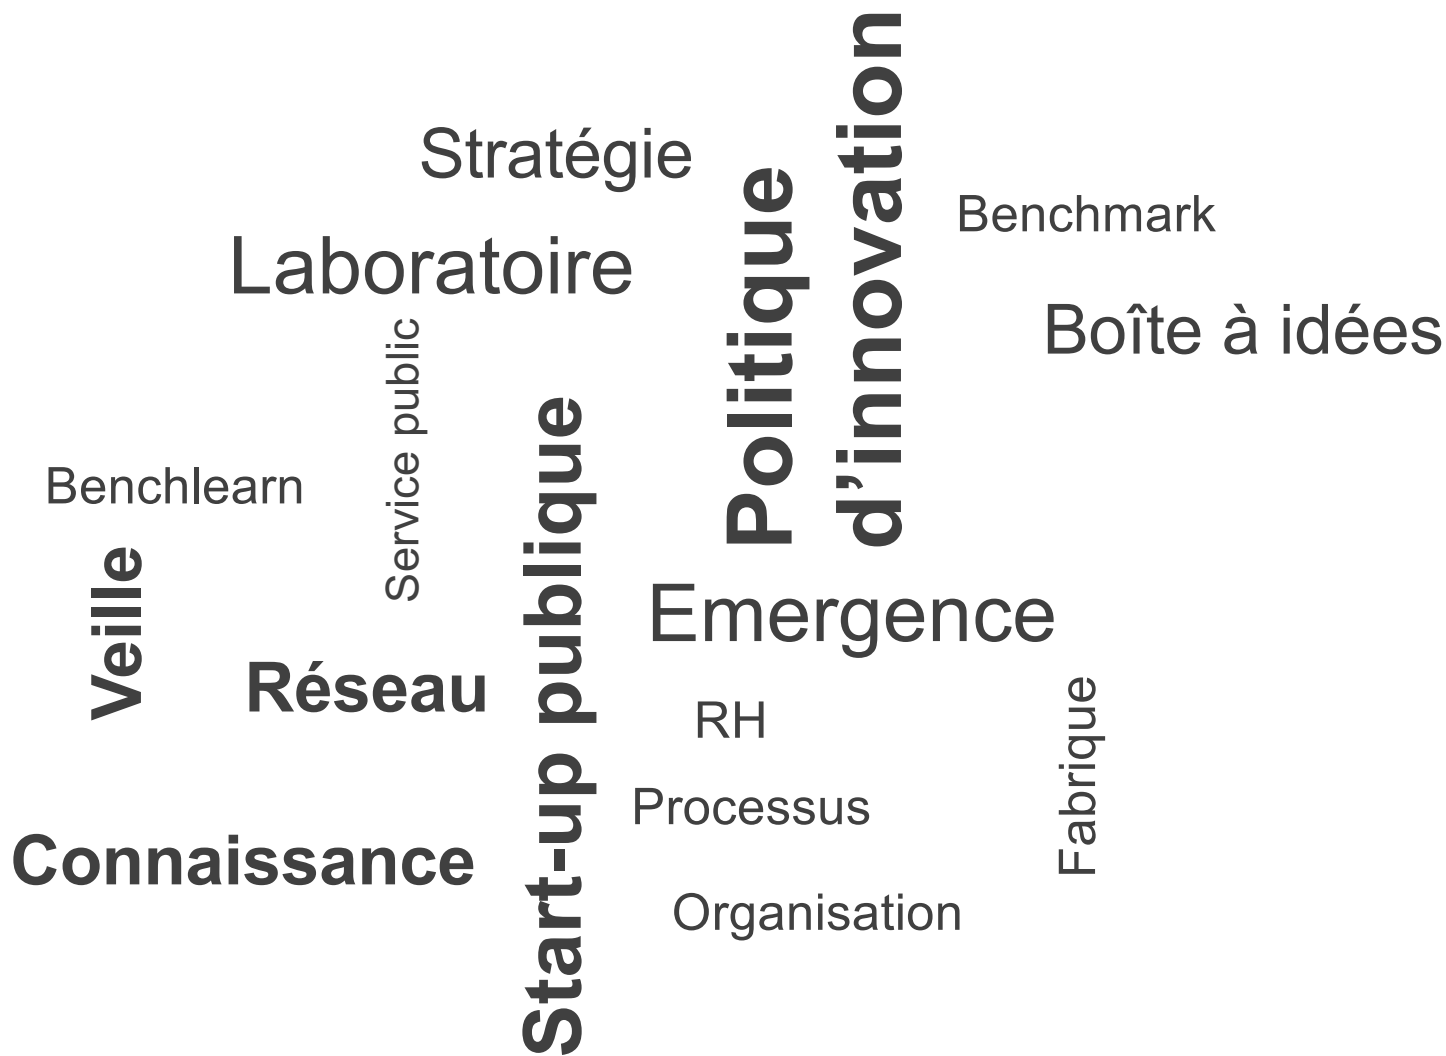 Stratégie
Politique
d’innovation
Benchmark
Laboratoire
Boîte à idées
Service public
Benchlearn
Start-up publique
Veille
Emergence
Réseau
RH
Fabrique
Processus
Connaissance
Organisation